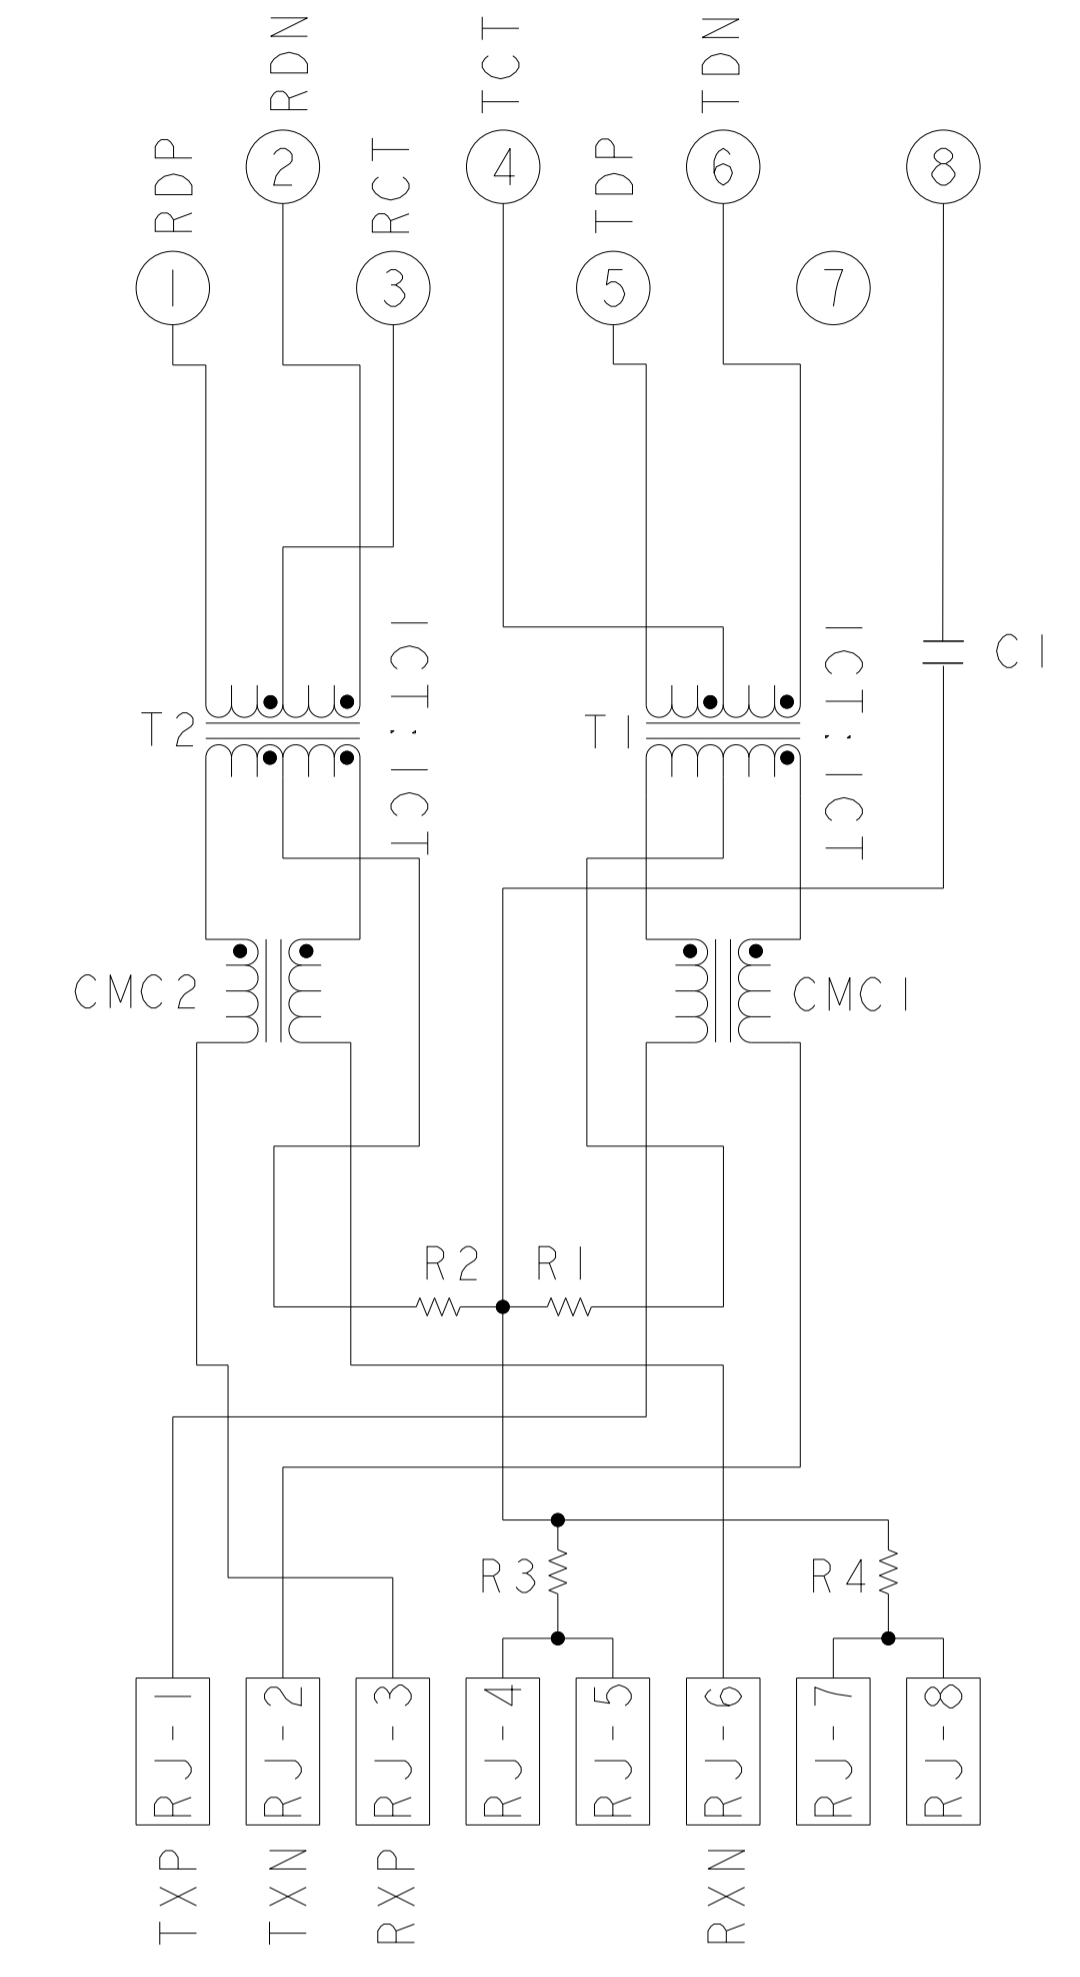 RDN
TCT
TDN
RDP
RCT
TDP
2
4
6
8
1
3
5
7
1CT : 1CT
1CT : 1CT
C1
T2
T1
CMC2
CMC1
R2
R1
R3
R4
RJ-1
RJ-2
RJ-3
RJ-4
RJ-5
RJ-6
RJ-7
RJ-8
TXP
TXN
RXP
RXN